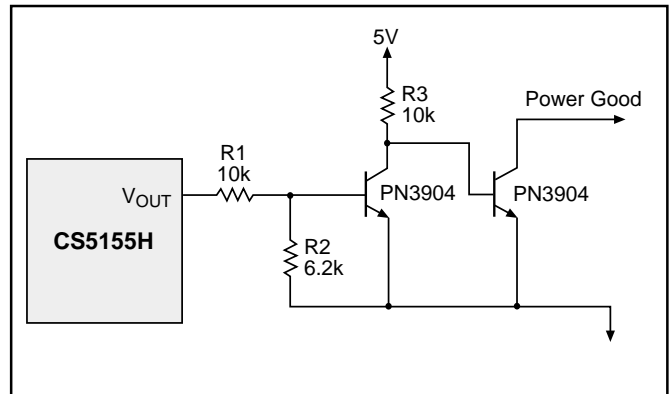 5V
R3
10k
Power Good
R1
10k
PN3904
PN3904
VOUT
CS5155H
R2
6.2k